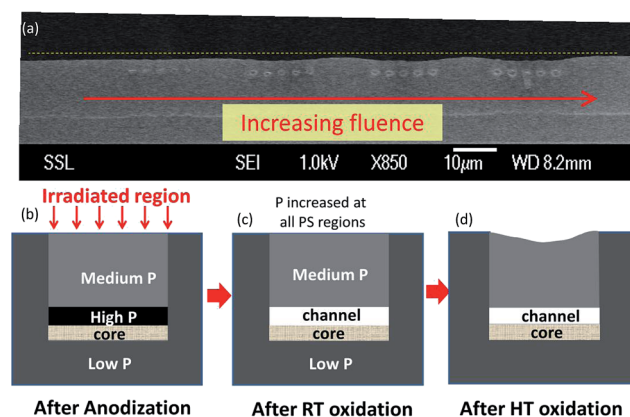 (a)
Increasing fluence
SSL SEI 1.0kV X850 10µm WD 8.2mm
Irradiated region
(b)
Medium P
High P
core
Low P
After Anodization
P increased at
all PS regions
(c)
Medium P
channel
core
Low P
After RT oxidation
(d)
channel
core
After HT oxidation